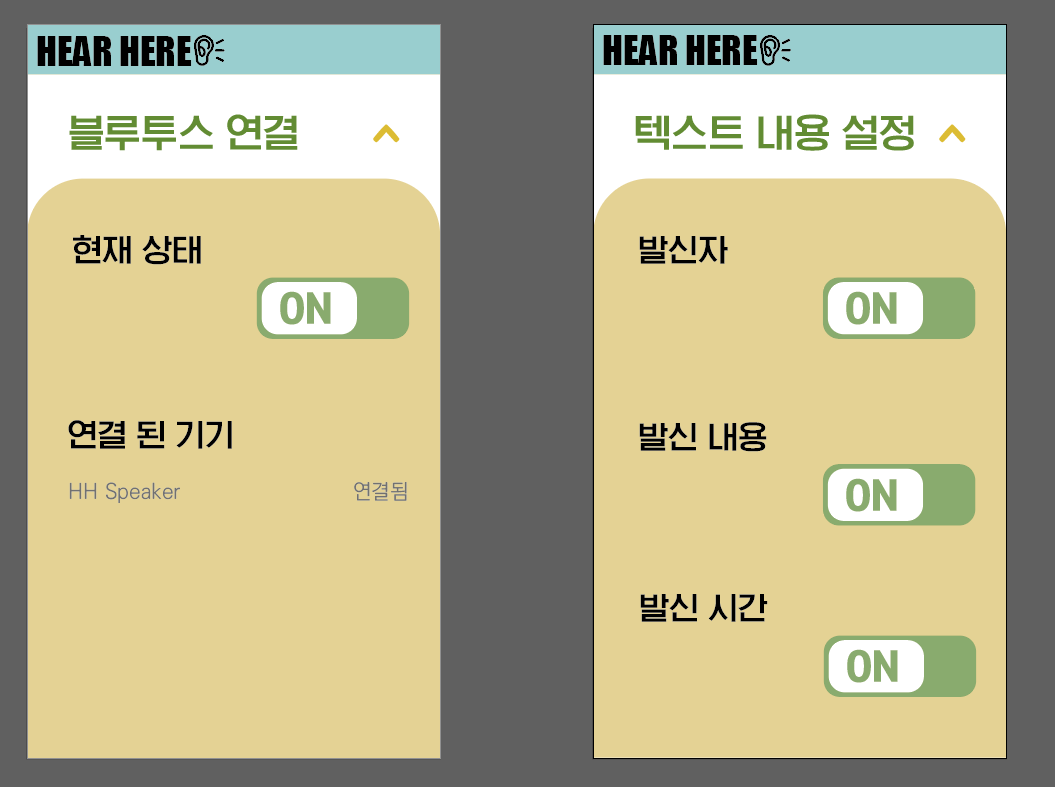 HEAR HERE
블루투스 연결
현재 상태
ON
연결 된 기기
HH Speaker 연결됨
HEAR HERE
텍스트 내용 설정
발신자
ON
발신 내용
ON
발신 시간
ON